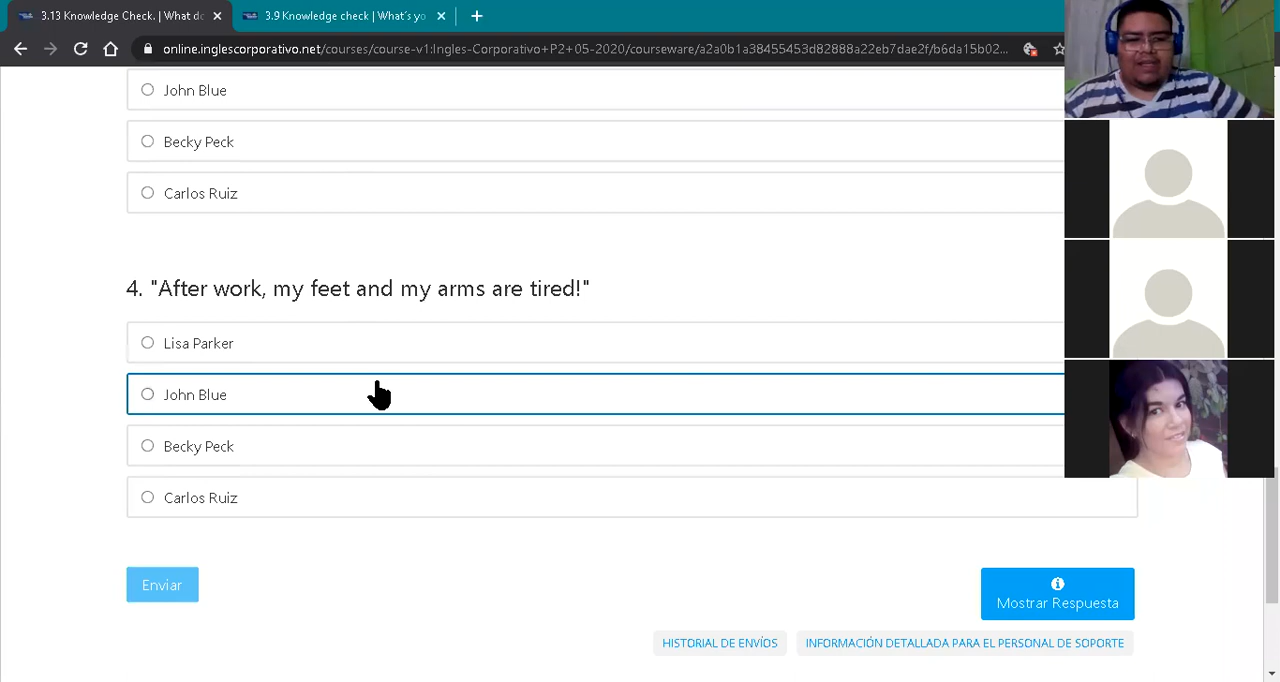 3.13 Knowledge Check. | What do
3.9 Knowledge check | What´s yo
online.inglescorporativo.net/courses/course-v1:Ingles-Corporativo+P2+05-2020/courseware/a2a0b1a38455453d82888a22eb7dae2f/b6da15b02...
John Blue
Becky Peck
Carlos Ruiz
4. "After work, my feet and my arms are tired!"
Lisa Parker
John Blue
Becky Peck
Carlos Ruiz
Enviar
Mostrar Respuesta
HISTORIAL DE ENVÍOS
INFORMACIÓN DETALLADA PARA EL PERSONAL DE SOPORTE